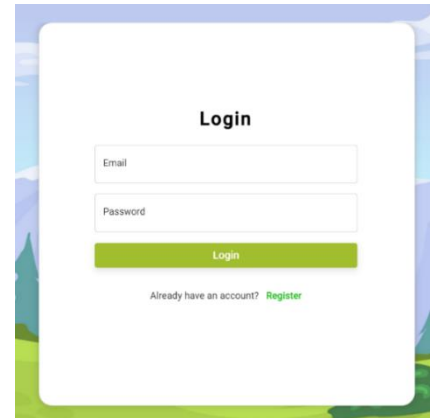 Login
Email
Password
Login
Already have an account? Register